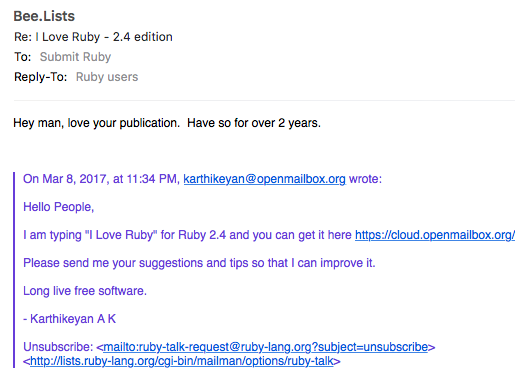 Bee.Lists
Re: I Love Ruby - 2.4 edition
To: Submit Ruby
Reply-To: Ruby users
Hey man, love your publication.  Have so for over 2 years.
On Mar 8, 2017, at 11:34 PM, karthikeyan@openmailbox.org wrote:
Hello People,
I am typing "I Love Ruby" for Ruby 2.4 and you can get it here https://cloud.openmailbox.org/
Please send me your suggestions and tips so that I can improve it.
Long live free software.
- Karthikeyan A K
Unsubscribe: <mailto:ruby-talk-request@ruby-lang.org?subject=unsubscribe>
<http://lists.ruby-lang.org/cgi-bin/mailman/options/ruby-talk>